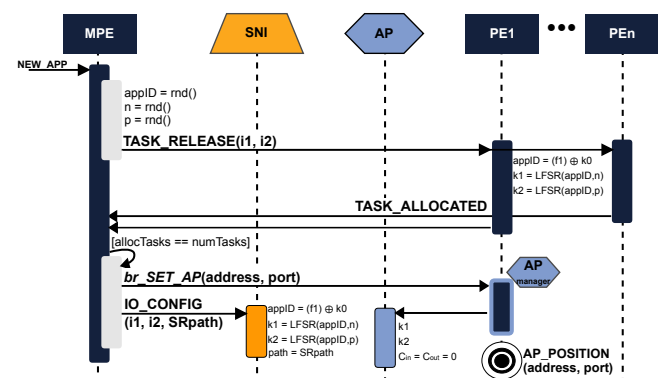 MPE
SNI
AP
PE1
PEn
NEW_APP
appID = rnd()
n = rnd()
p = rnd()
TASK_RELEASE(i1, i2)
appID = (f1) ⊕ k0
k1 = LFSR(appID,n)
k2 = LFSR(appID,p)
TASK_ALLOCATED
[allocTasks == numTasks]
br_SET_AP(address, port)
AP
manager
IO_CONFIG
(i1, i2, SRpath)
appID = (f1) ⊕ k0
k1 = LFSR(appID,n)
k2 = LFSR(appID,p)
path = SRpath
k1
k2
Cin = Cout = 0
AP_POSITION
(address, port)